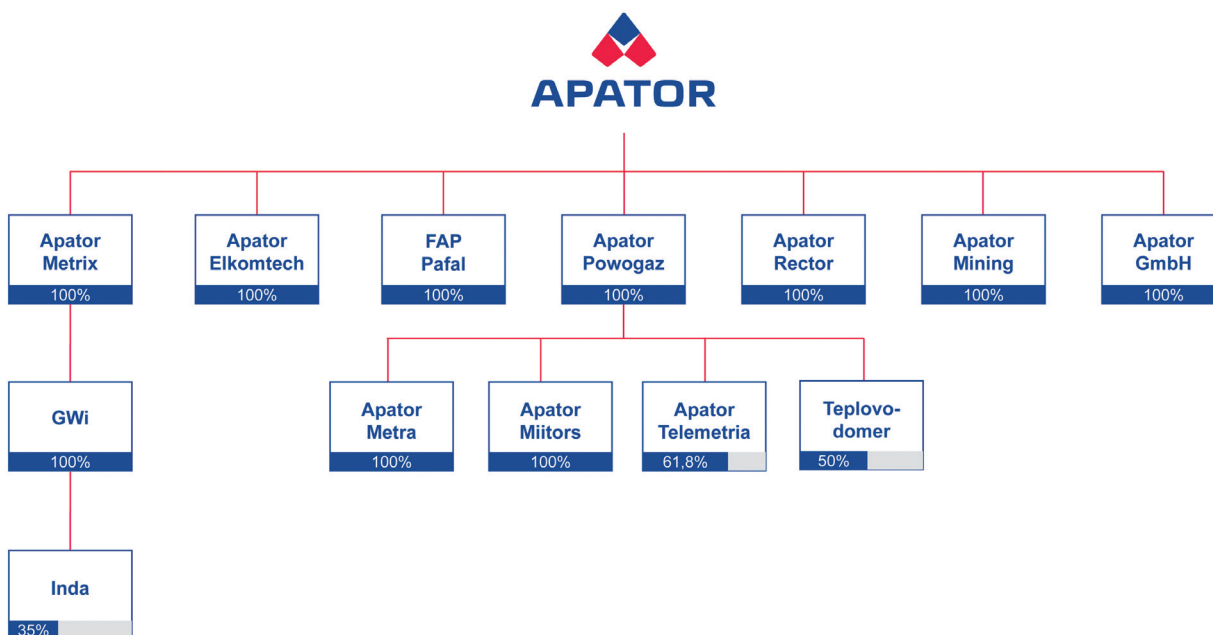 APATOR
Apator
Metrix
100%
Apator
Elkomtech
100%
FAP
Pafal
100%
Apator
Powogaz
100%
Apator
Rector
100%
Apator
Mining
100%
Apator
GmbH
100%
GWi
100%
Apator
Metra
100%
Apator
Miitors
100%
Apator
Telemetria
61,8%
Teplovo-
domer
50%
Inda
35%